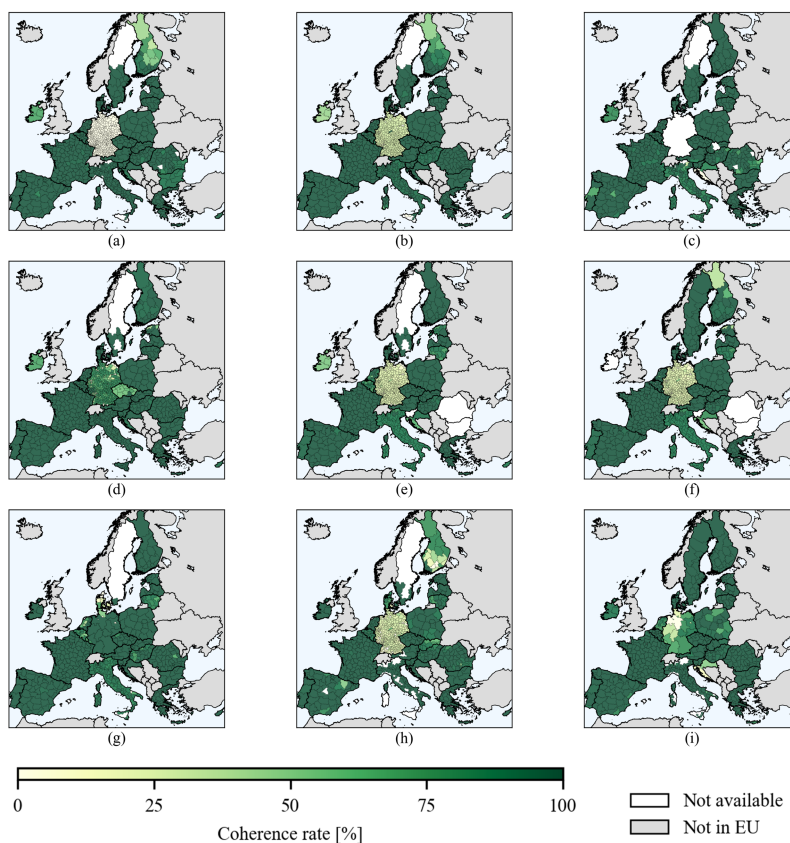 (a)
(b)
(c)
(d)
(e)
(f)
(g)
(h)
(i)
0
25
50
75
100
Coherence rate [%]
Not available
Not in EU